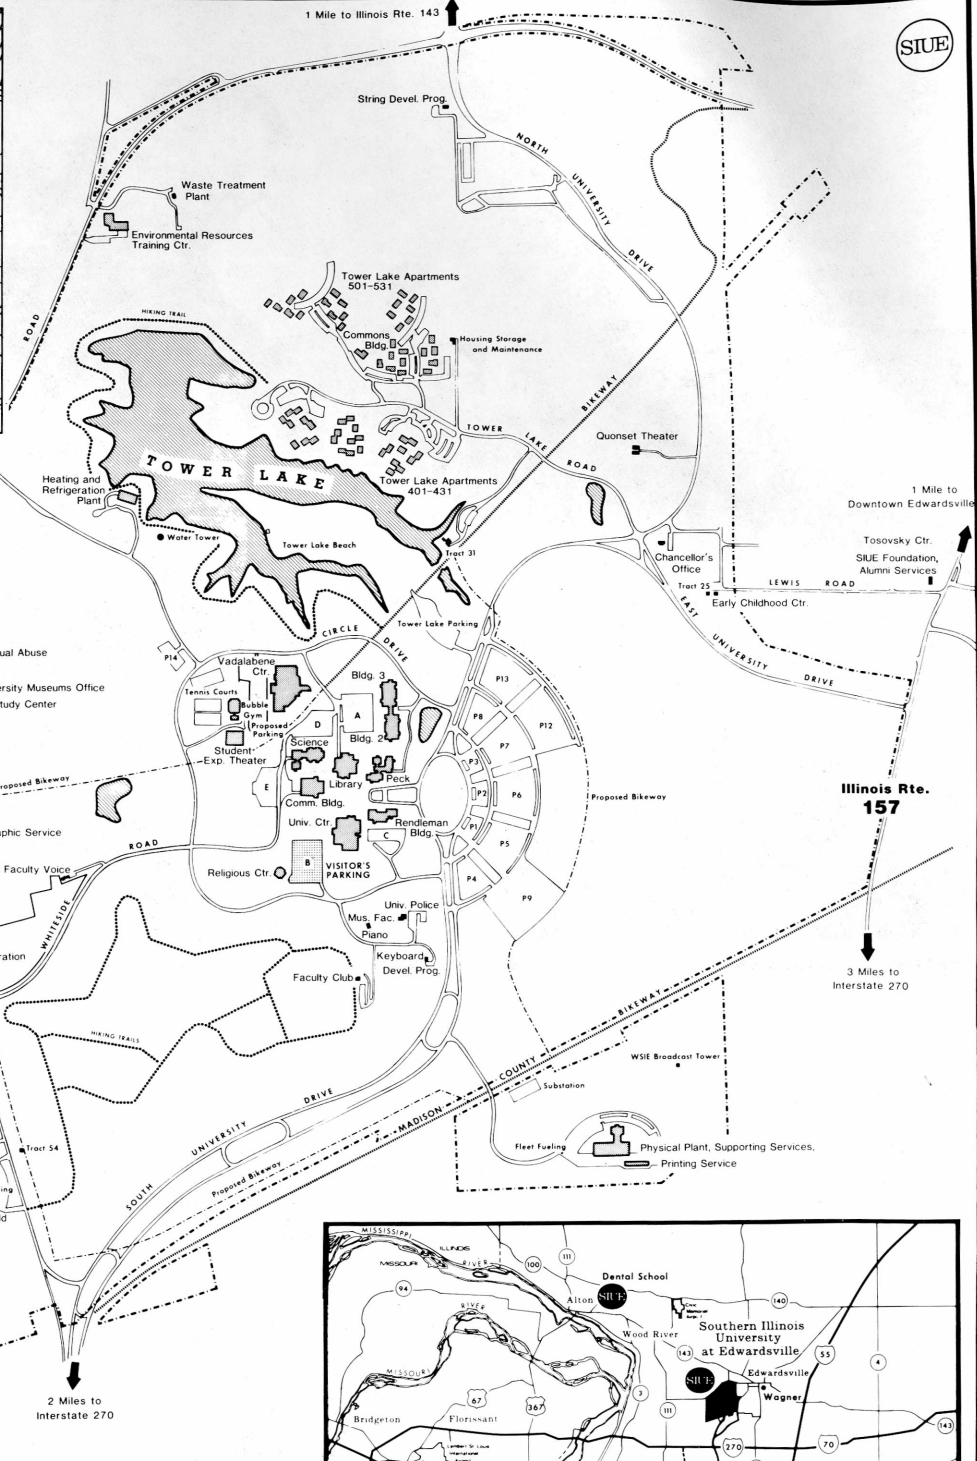 1 Mile to Illinois Rte. 143
SIUE
String Devel. Prog.
NORTH UNIVERSITY DRIVE
Waste Treatment
Plant
Environmental Resources
Training Ctr.
ROAD
HIKING TRAIL
Tower Lake Apartments
501-531
Commons
Bldg.
Housing Storage
and Maintenance
BIKEWAY
TOWER LAKE ROAD
Quonset Theater
TOWER LAKE
Tower Lake Apartments
401-431
Heating and
Refrigeration
Plant
Water Tower
Tower Lake Beach
Tract 31
1 Mile to
Downtown Edwardsville
Tosovsky Ctr.
SIUE Foundation,
Alumni Services
Chancellor's
Office
Tract 25
LEWIS ROAD
Early Childhood Ctr.
EAST UNIVERSITY DRIVE
Tower Lake Parking
CIRCLE DRIVE
P14
ual Abuse
ersity Museums Office
tudy Center
Vadalabene
Ctr.
Tennis Courts
Bubble
Gym
Proposed
Parking
Bldg. 3
A
D
Bldg. 2
P13
P8
P12
P7
Student
Exp. Theater
Science
Library
Peck
P3
P2
P6
E
Comm. Bldg.
roposed Bikeway
Proposed Bikeway
Illinois Rte.
157
Univ. Ctr.
Rendleman
Bldg.
C
P1
P5
aphic Service
ROAD
Faculty Voice
WHITESIDE
Religious Ctr.
B
VISITOR'S
PARKING
P4
P9
Univ. Police
Mus. Fac.
Piano
Keyboard
Devel. Prog.
Faculty Club
ration
3 Miles to
Interstate 270
HIKING TRAILS
MADISON COUNTY BIKEWAY
WSIE Broadcast Tower
Substation
SOUTH UNIVERSITY DRIVE
Proposed Bikeway
Tract 54
ing
ld
Fleet Fueling
Physical Plant, Supporting Services,
Printing Service
2 Miles to
Interstate 270
MISSISSIPPI RIVER
ILLINOIS
MISSOURI
100
111
94
Dental School
Alton
SIUE
140
Civic
Memorial
RIVER
Wood River
Southern Illinois
University
at Edwardsville
143
55
4
MISSOURI
SIUE
Edwardsville
Wagner
67
367
3
111
143
Bridgeton
Florissant
Lambert St. Louis
International
270
70